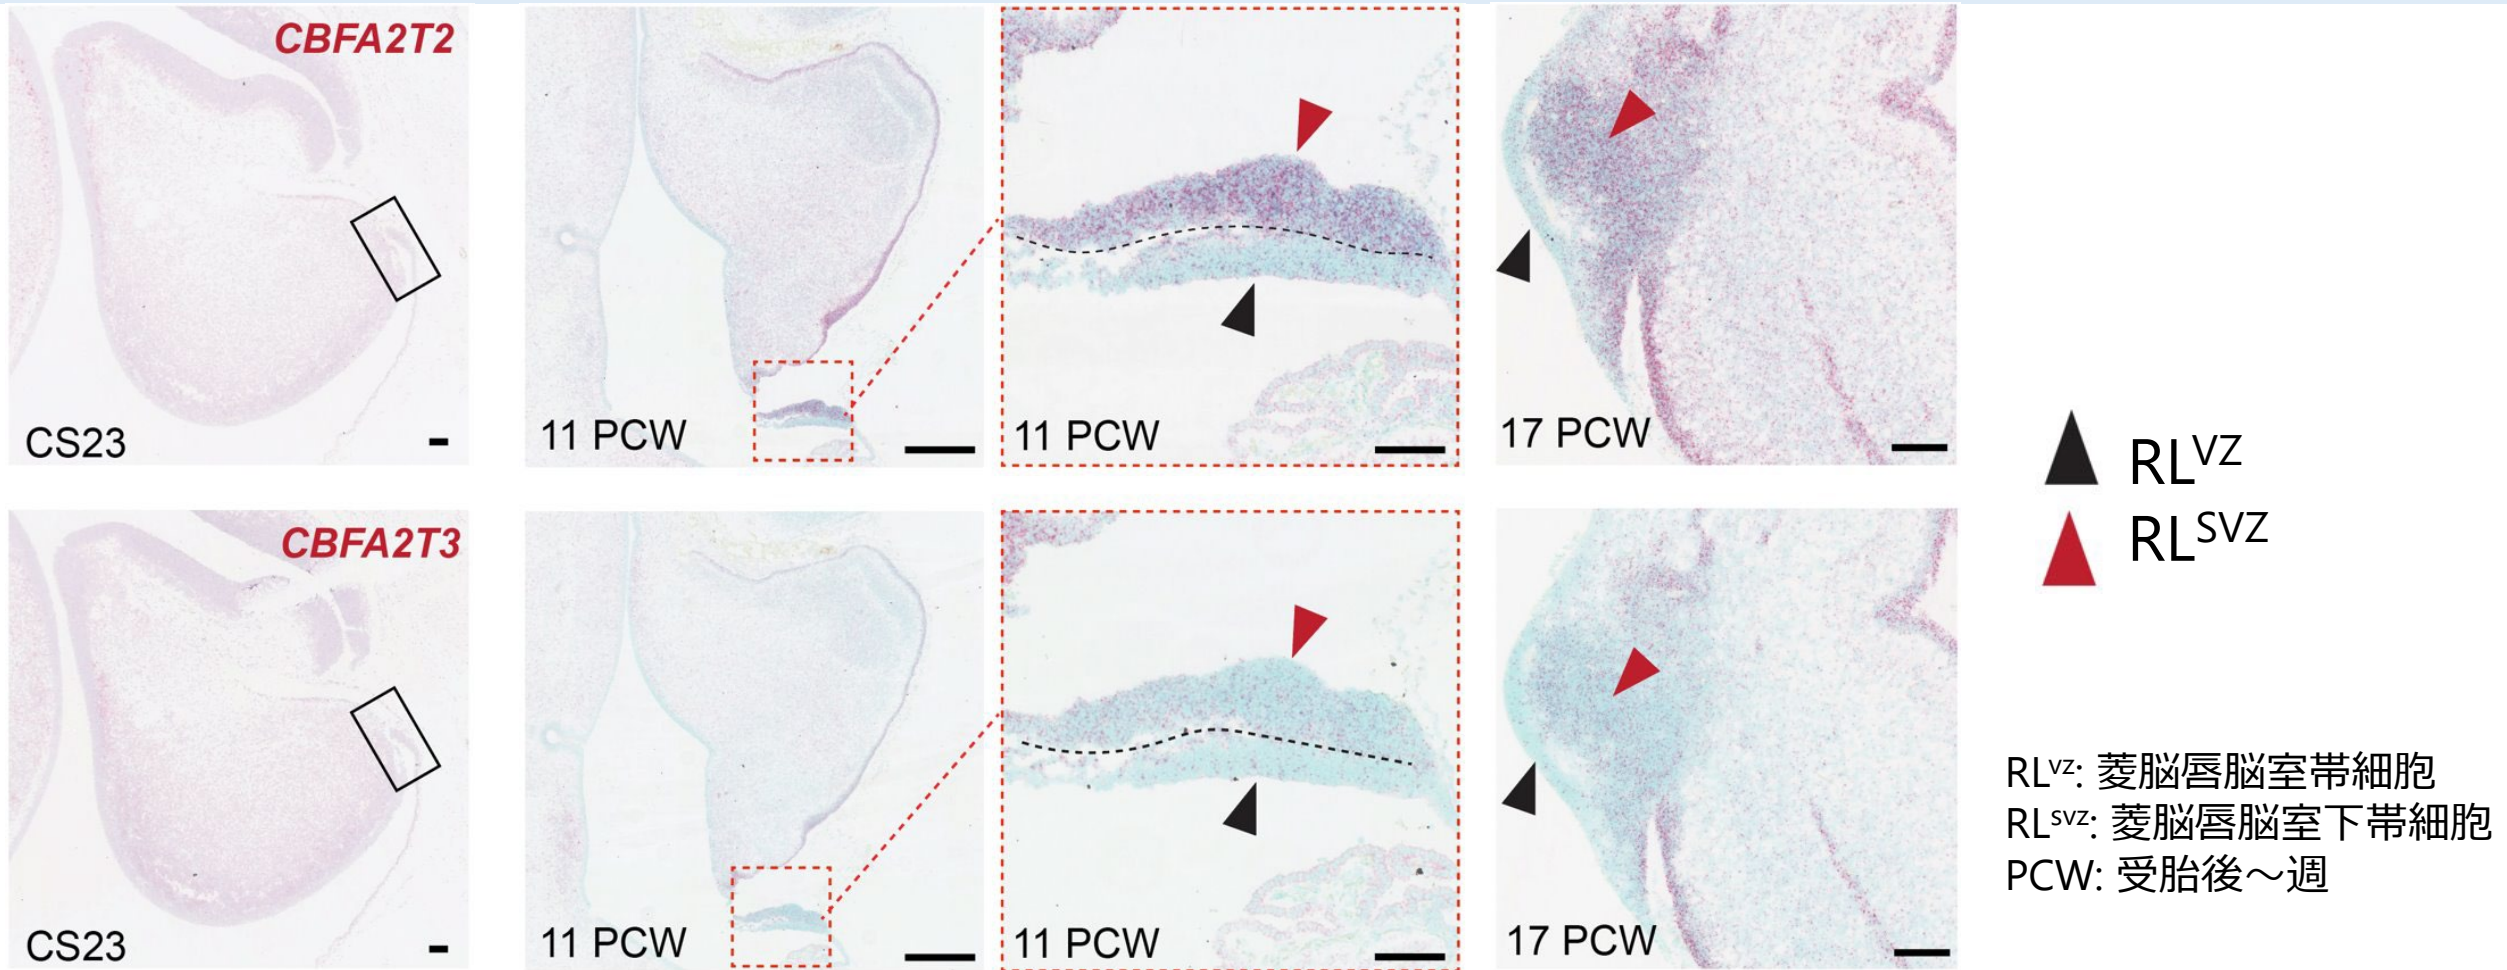 CBFA2T2
CS23
11 PCW
11 PCW
17 PCW
CBFA2T3
CS23
11 PCW
11 PCW
17 PCW
RLVZ
RLSVZ
RLVZ: 菱脳唇脳室帯細胞
RLSVZ: 菱脳唇脳室下帯細胞
PCW: 受胎後～週